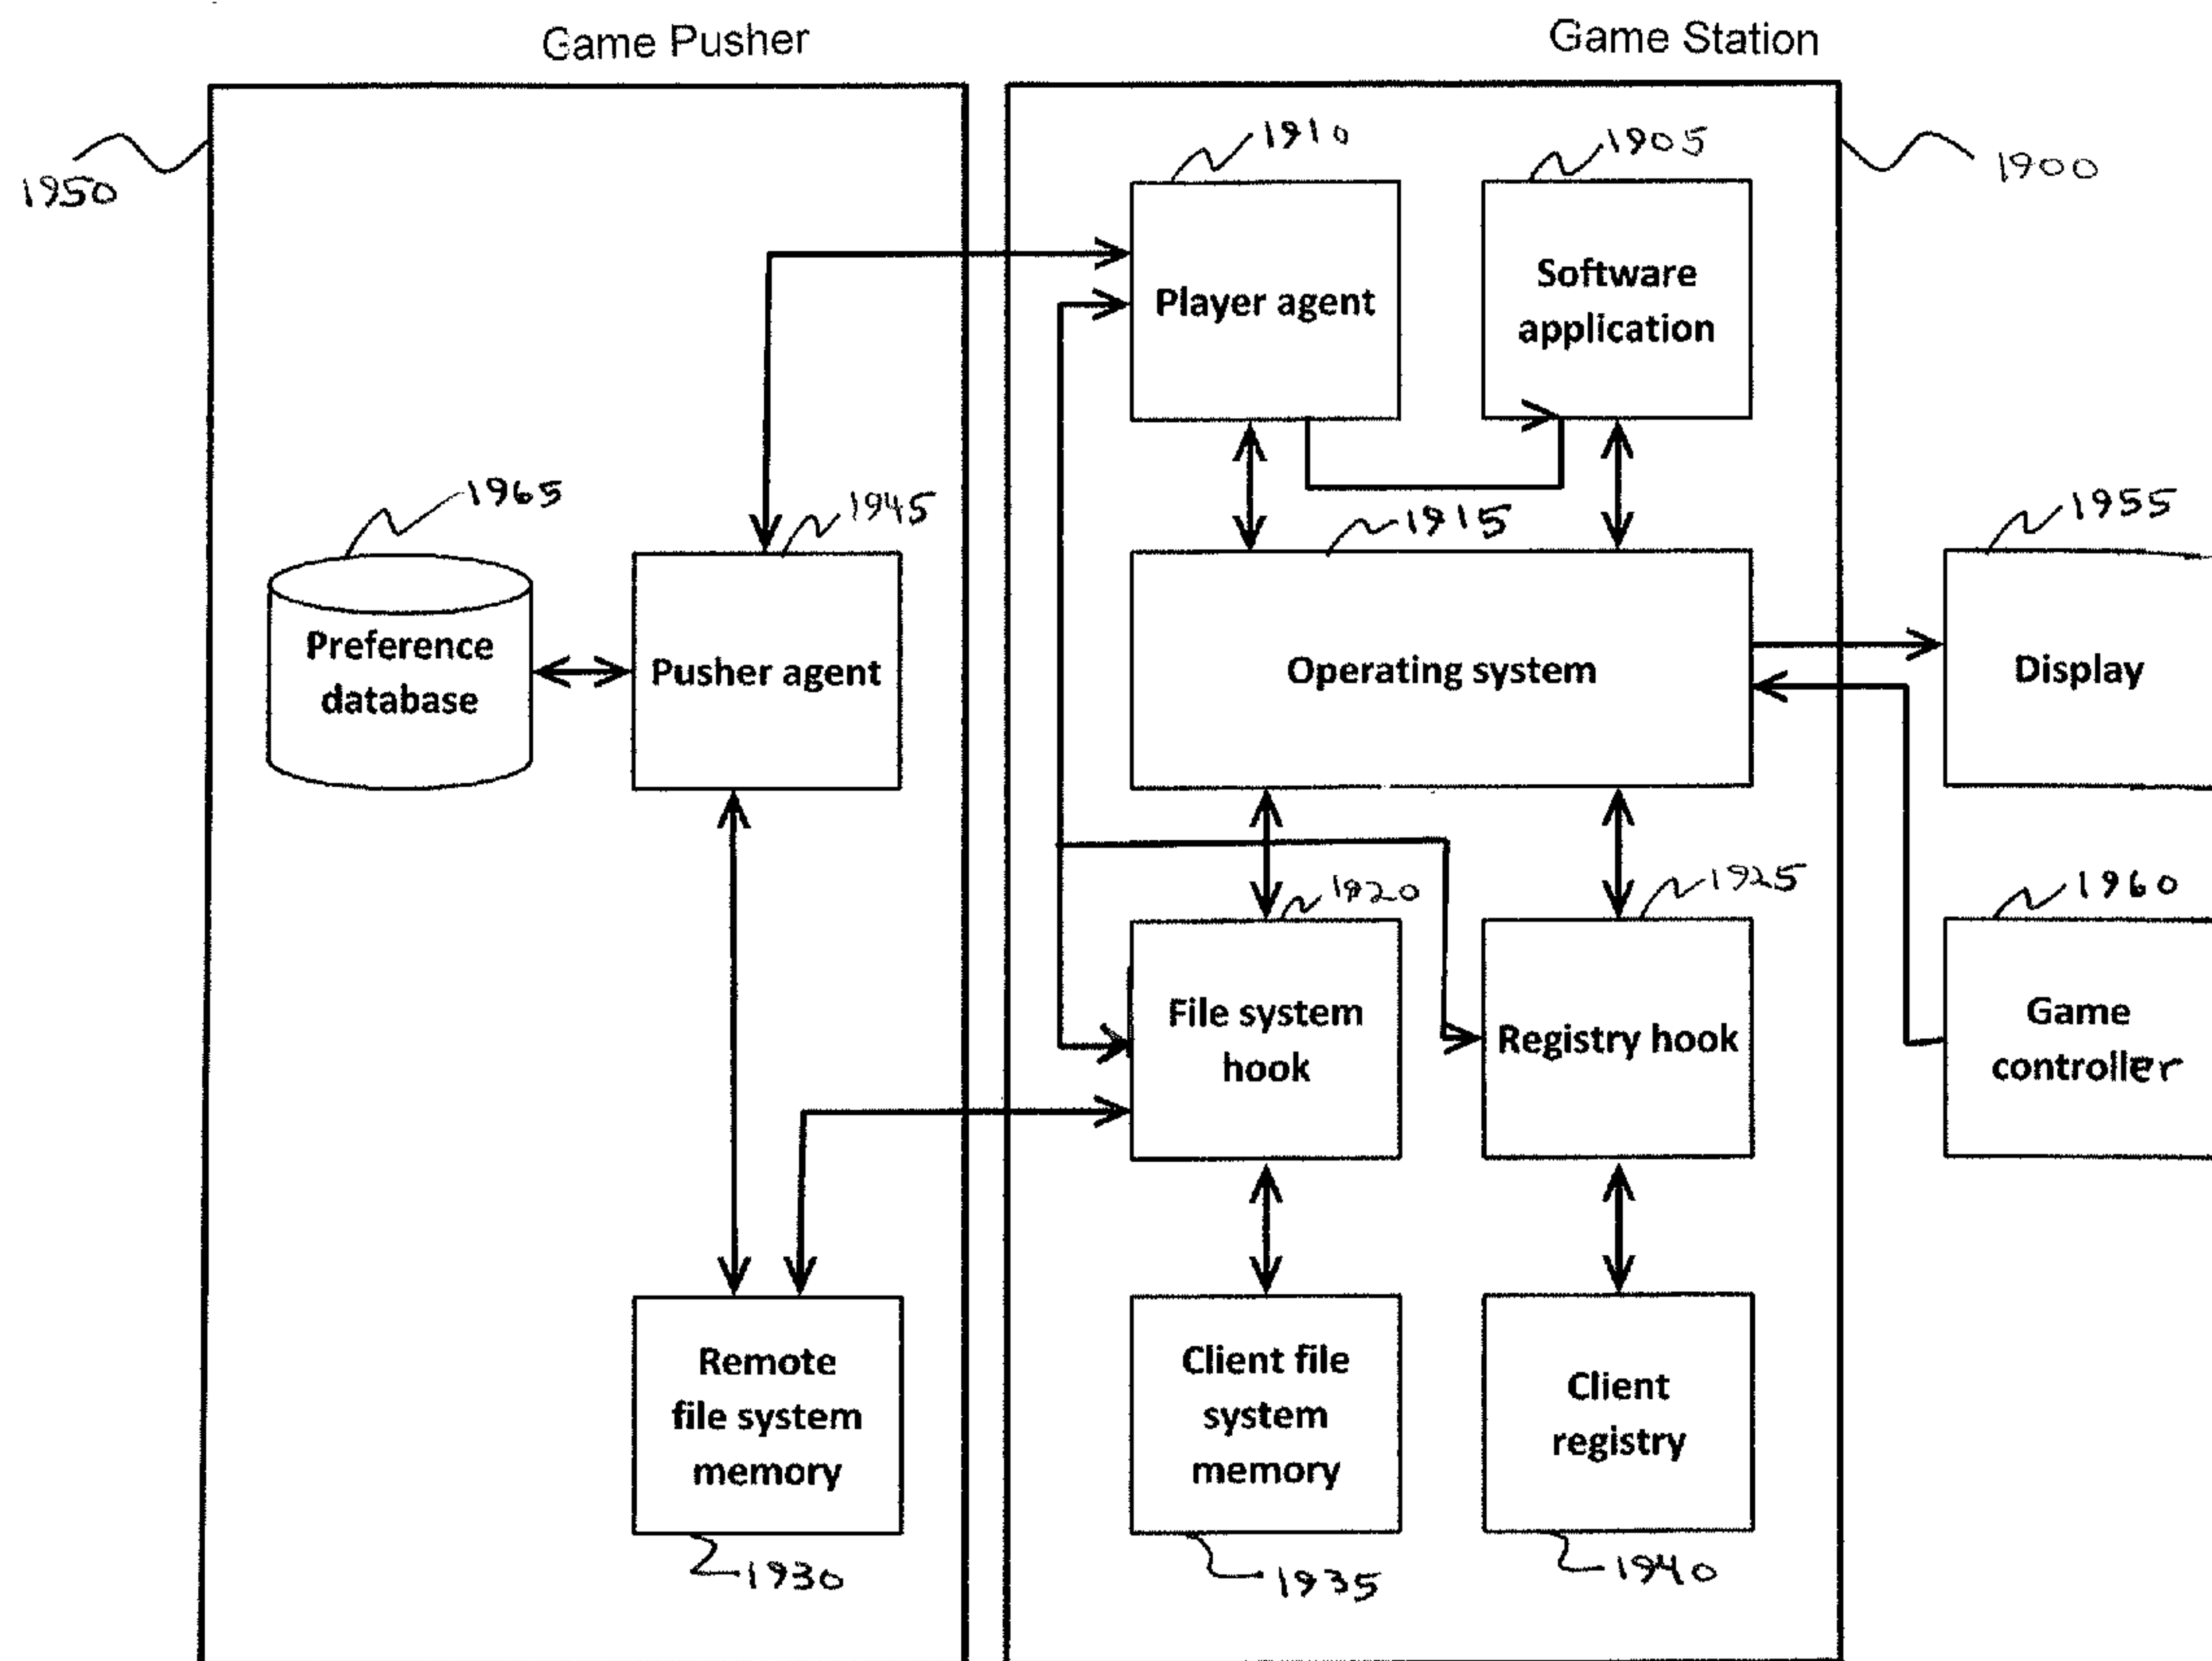 Game Pusher
Game Station
1950
1910
1905
1900
Player agent
Software
application
1965
1945
1915
1955
Preference
database
Pusher agent
Operating system
Display
1920
1925
1960
File system
hook
Registry hook
Game
controller
Remote
file system
memory
Client file
system
memory
Client
registry
1930
1935
1940